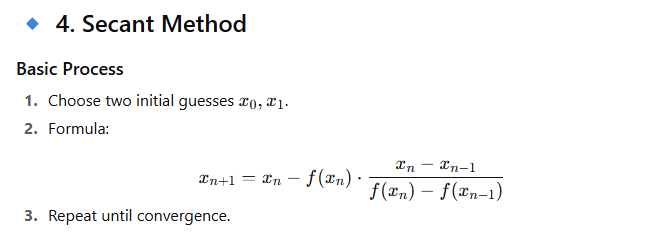 4. Secant Method
Basic Process
1. Choose two initial guesses x₀, x₁.
2. Formula:
xₙ₊₁ = xₙ − f(xₙ) · (xₙ − xₙ₋₁) / (f(xₙ) − f(xₙ₋₁))
3. Repeat until convergence.